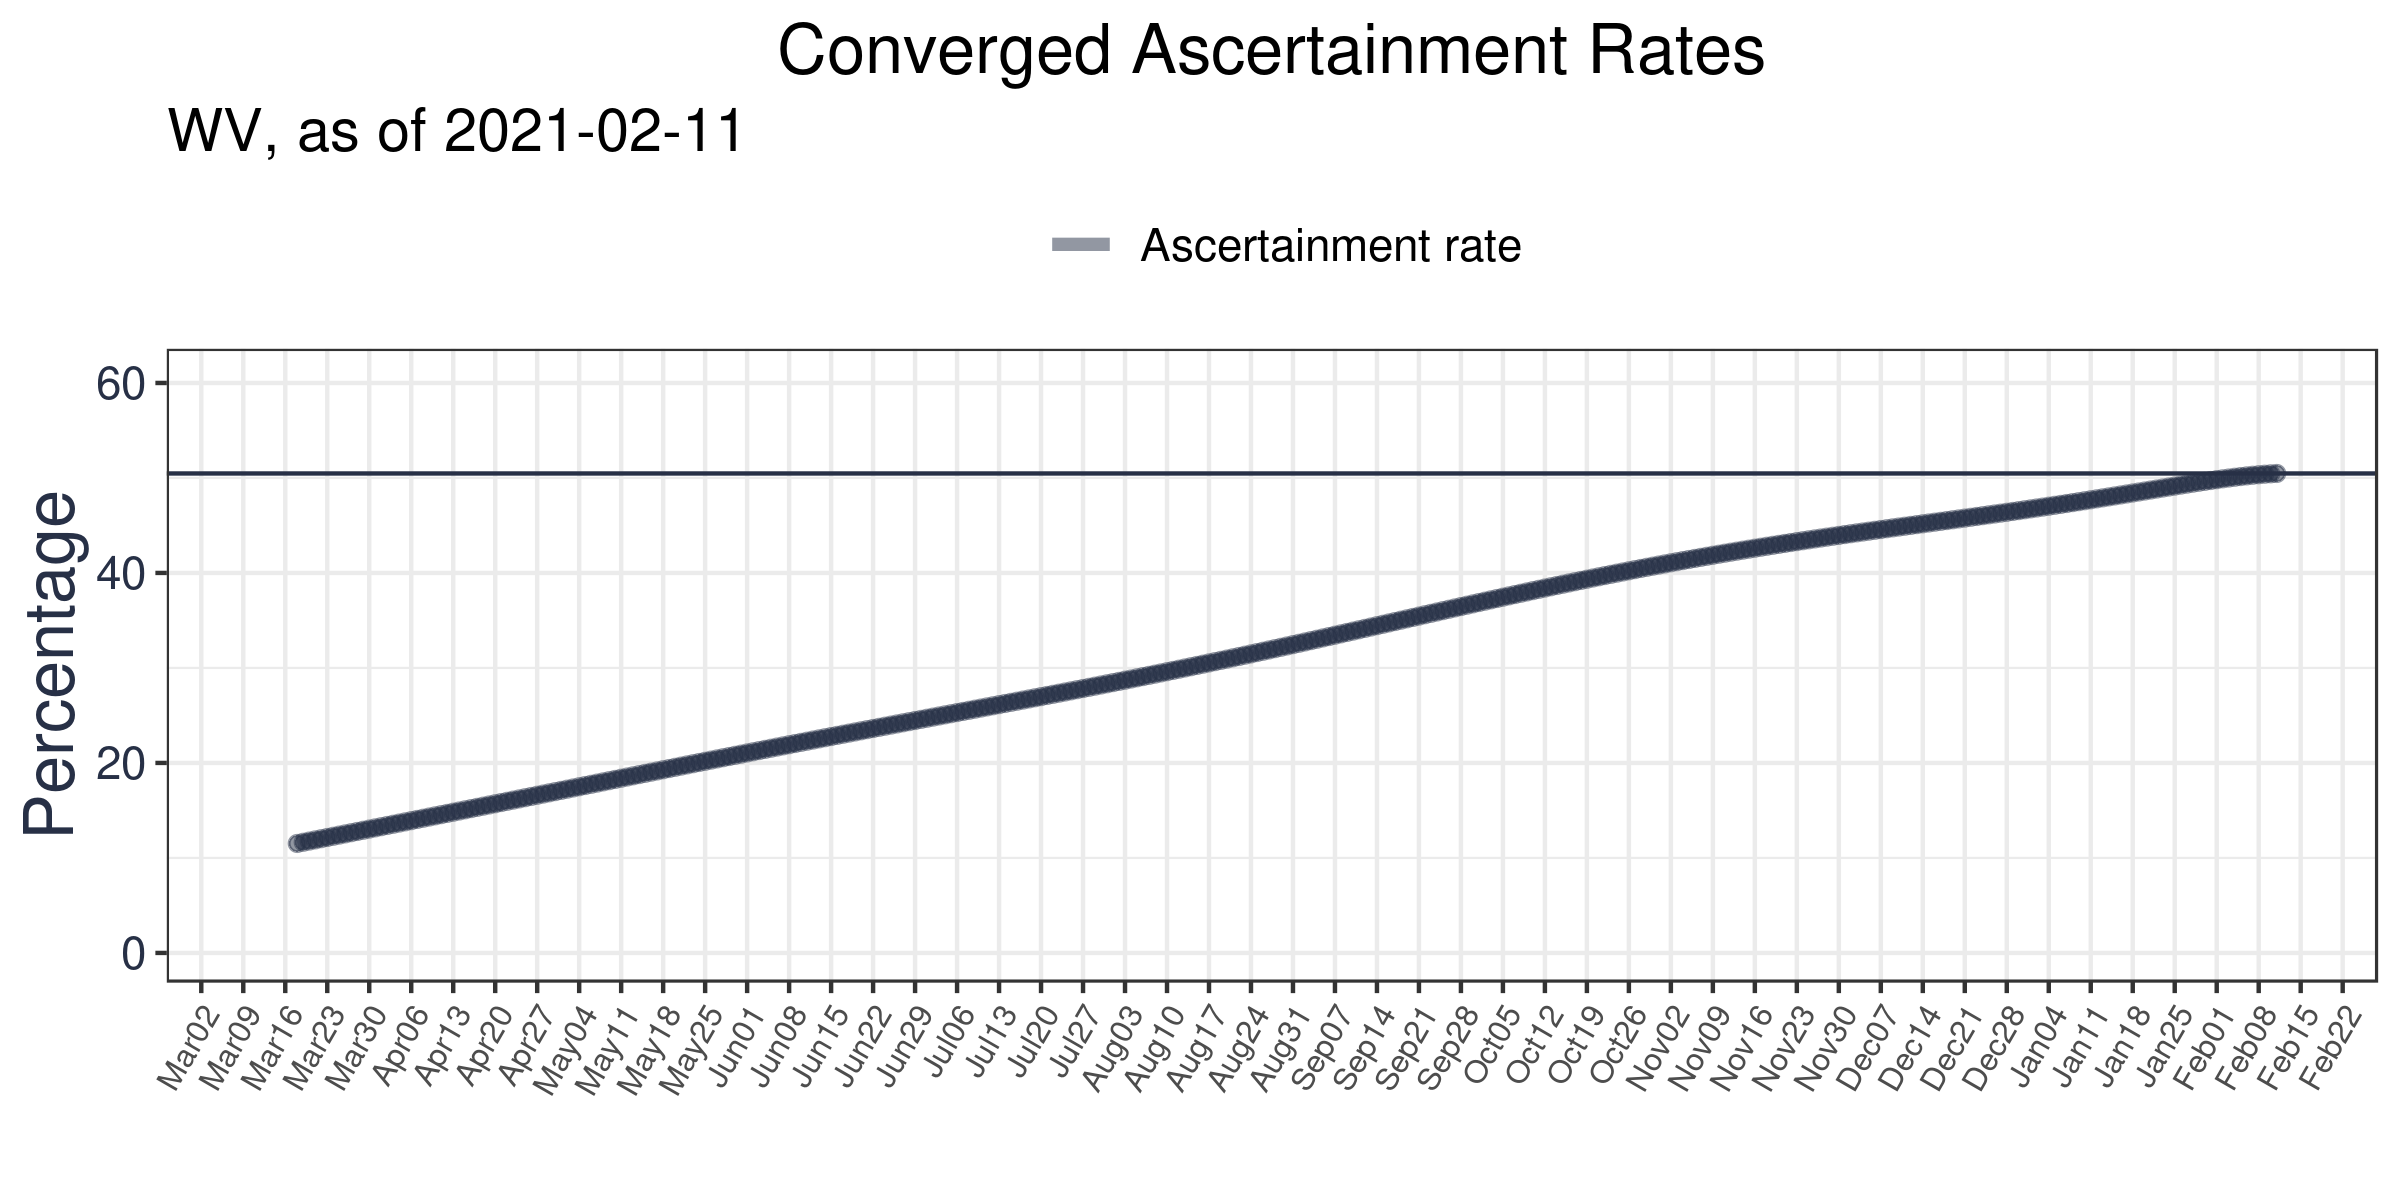 Converged Ascertainment Rates
WV, as of 2021-02-11
Ascertainment rate
Percentage
60
40
20
0
Mar02 Mar09 Mar16 Mar23 Mar30 Apr06 Apr13 Apr20 Apr27 May04 May11 May18 May25 Jun01 Jun08 Jun15 Jun22 Jun29 Jul06 Jul13 Jul20 Jul27 Aug03 Aug10 Aug17 Aug24 Aug31 Sep07 Sep14 Sep21 Sep28 Oct05 Oct12 Oct19 Oct26 Nov02 Nov09 Nov16 Nov23 Nov30 Dec07 Dec14 Dec21 Dec28 Jan04 Jan11 Jan18 Jan25 Feb01 Feb08 Feb15 Feb22